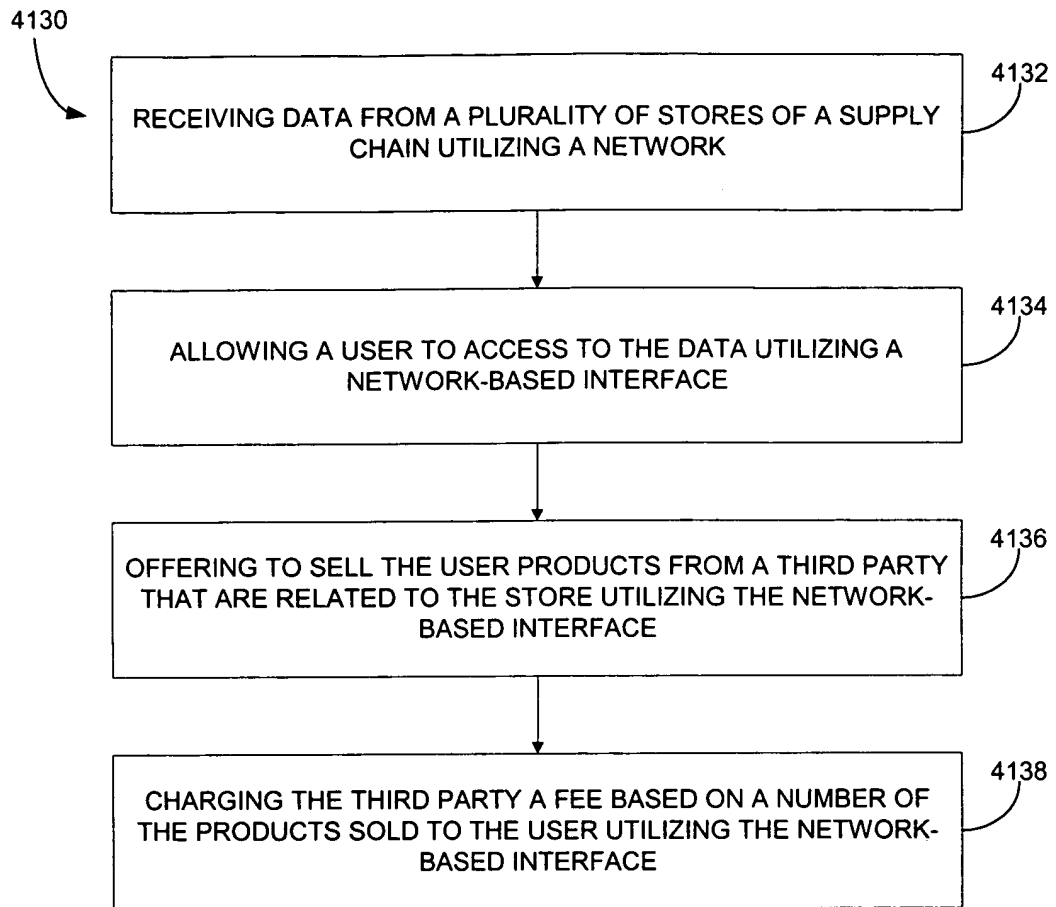 4130
4132
RECEIVING DATA FROM A PLURALITY OF STORES OF A SUPPLY
CHAIN UTILIZING A NETWORK
4134
ALLOWING A USER TO ACCESS TO THE DATA UTILIZING A
NETWORK-BASED INTERFACE
4136
OFFERING TO SELL THE USER PRODUCTS FROM A THIRD PARTY
THAT ARE RELATED TO THE STORE UTILIZING THE NETWORK-
BASED INTERFACE
4138
CHARGING THE THIRD PARTY A FEE BASED ON A NUMBER OF
THE PRODUCTS SOLD TO THE USER UTILIZING THE NETWORK-
BASED INTERFACE